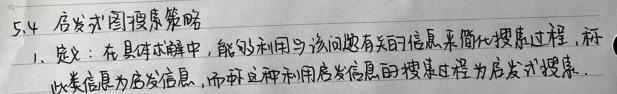 5.4 启发式图搜索策略
1、定义：在具体求解中，能够利用与该问题有关的信息来简化搜索过程，称
此类信息为启发信息，而称这种利用启发信息的搜索过程为启发式搜索.